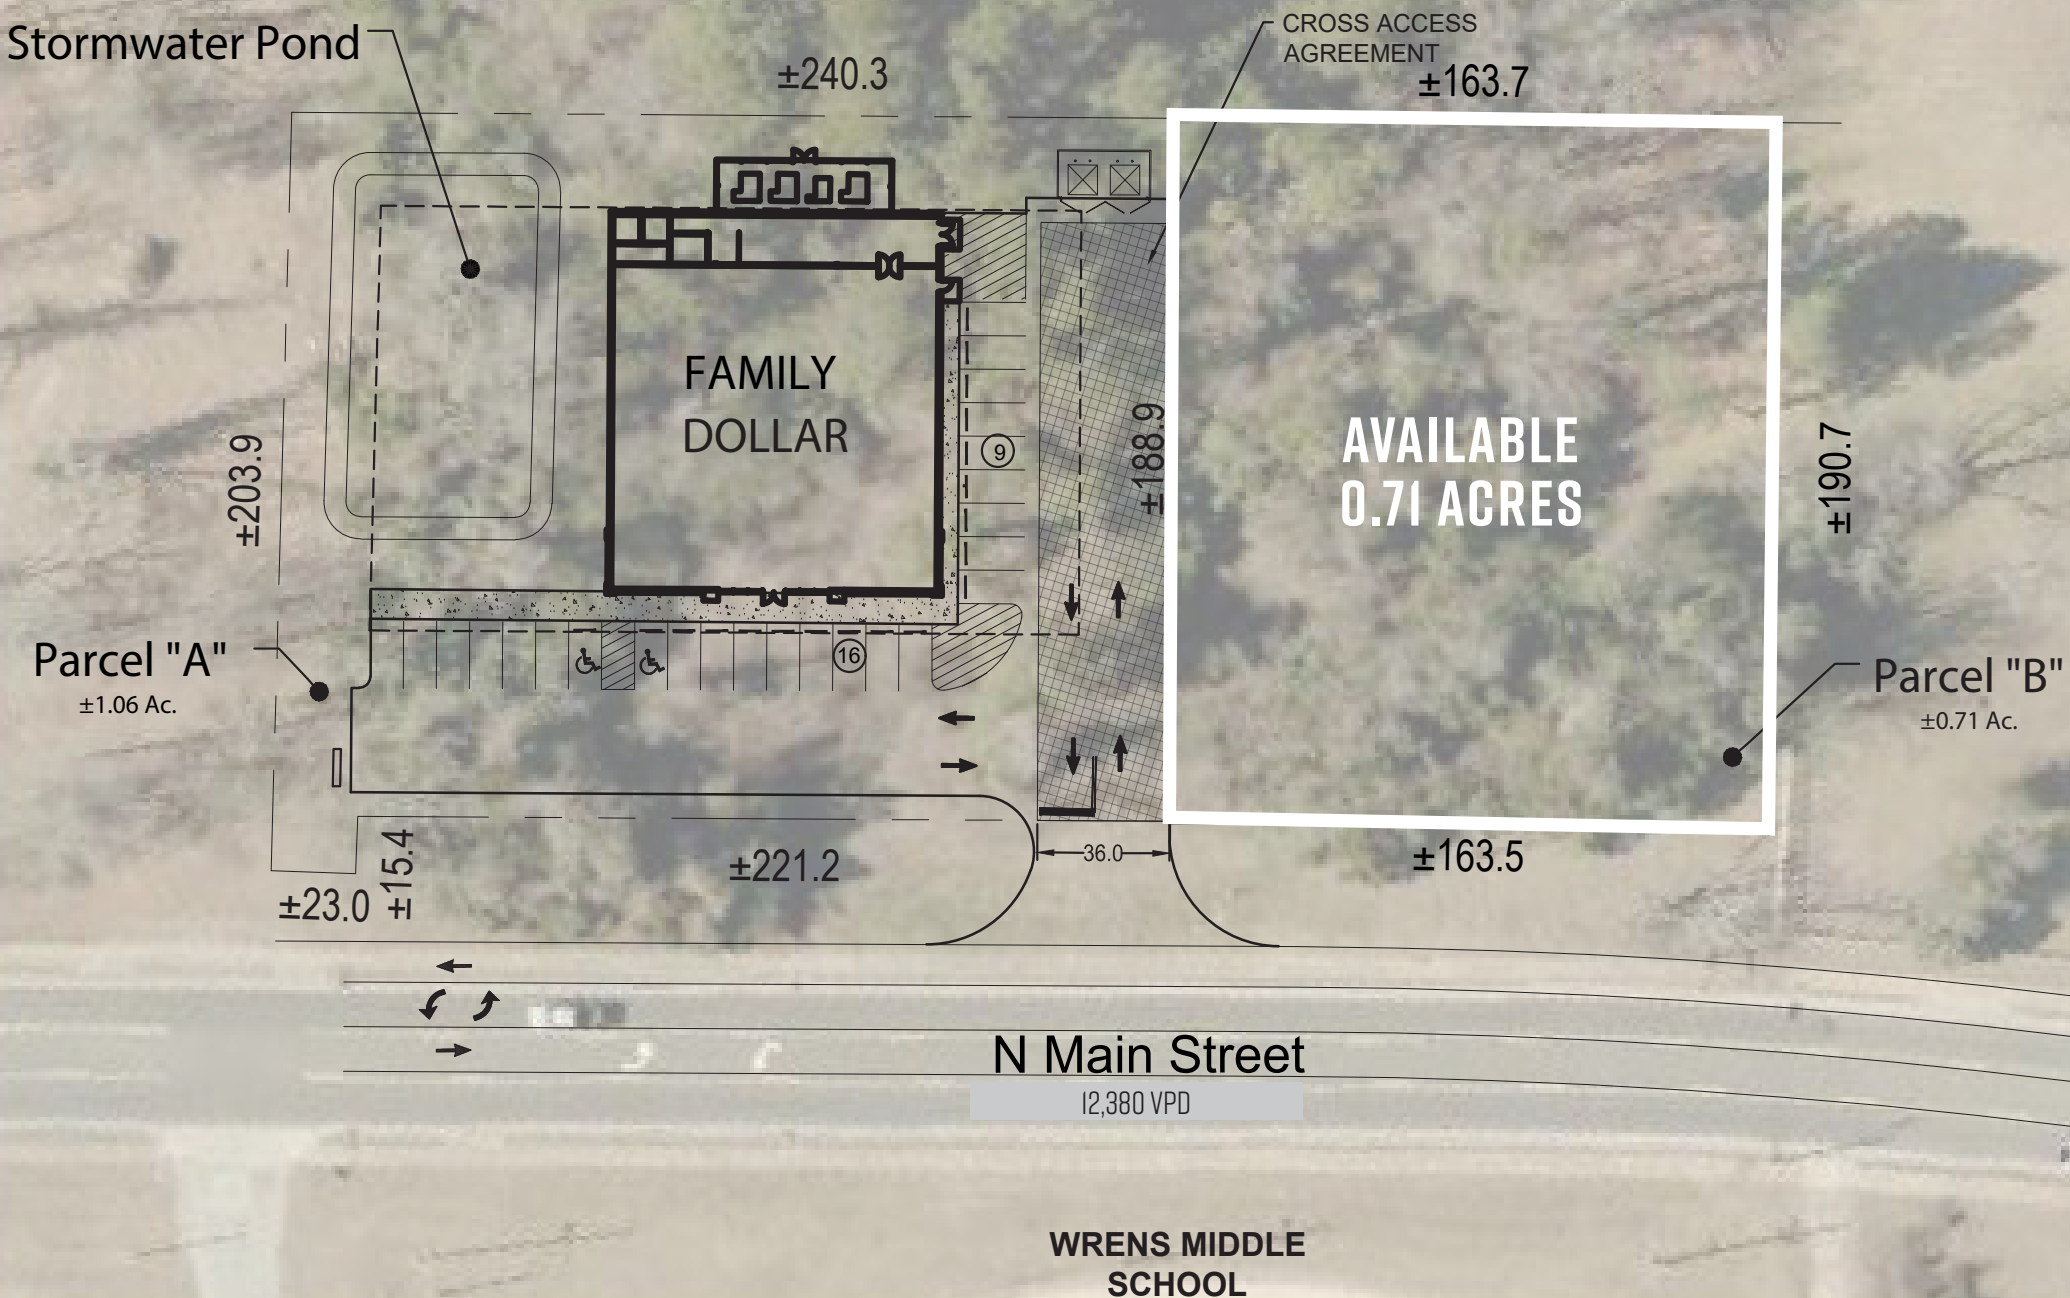 Stormwater Pond
±240.3
CROSS ACCESS
AGREEMENT
±163.7
FAMILY
DOLLAR
9
±188.9
±203.9
AVAILABLE
0.71 ACRES
±190.7
16
Parcel "A"
±1.06 Ac.
Parcel "B"
±0.71 Ac.
±15.4
±23.0
±221.2
36.0
±163.5
N Main Street
12,380 VPD
WRENS MIDDLE
SCHOOL